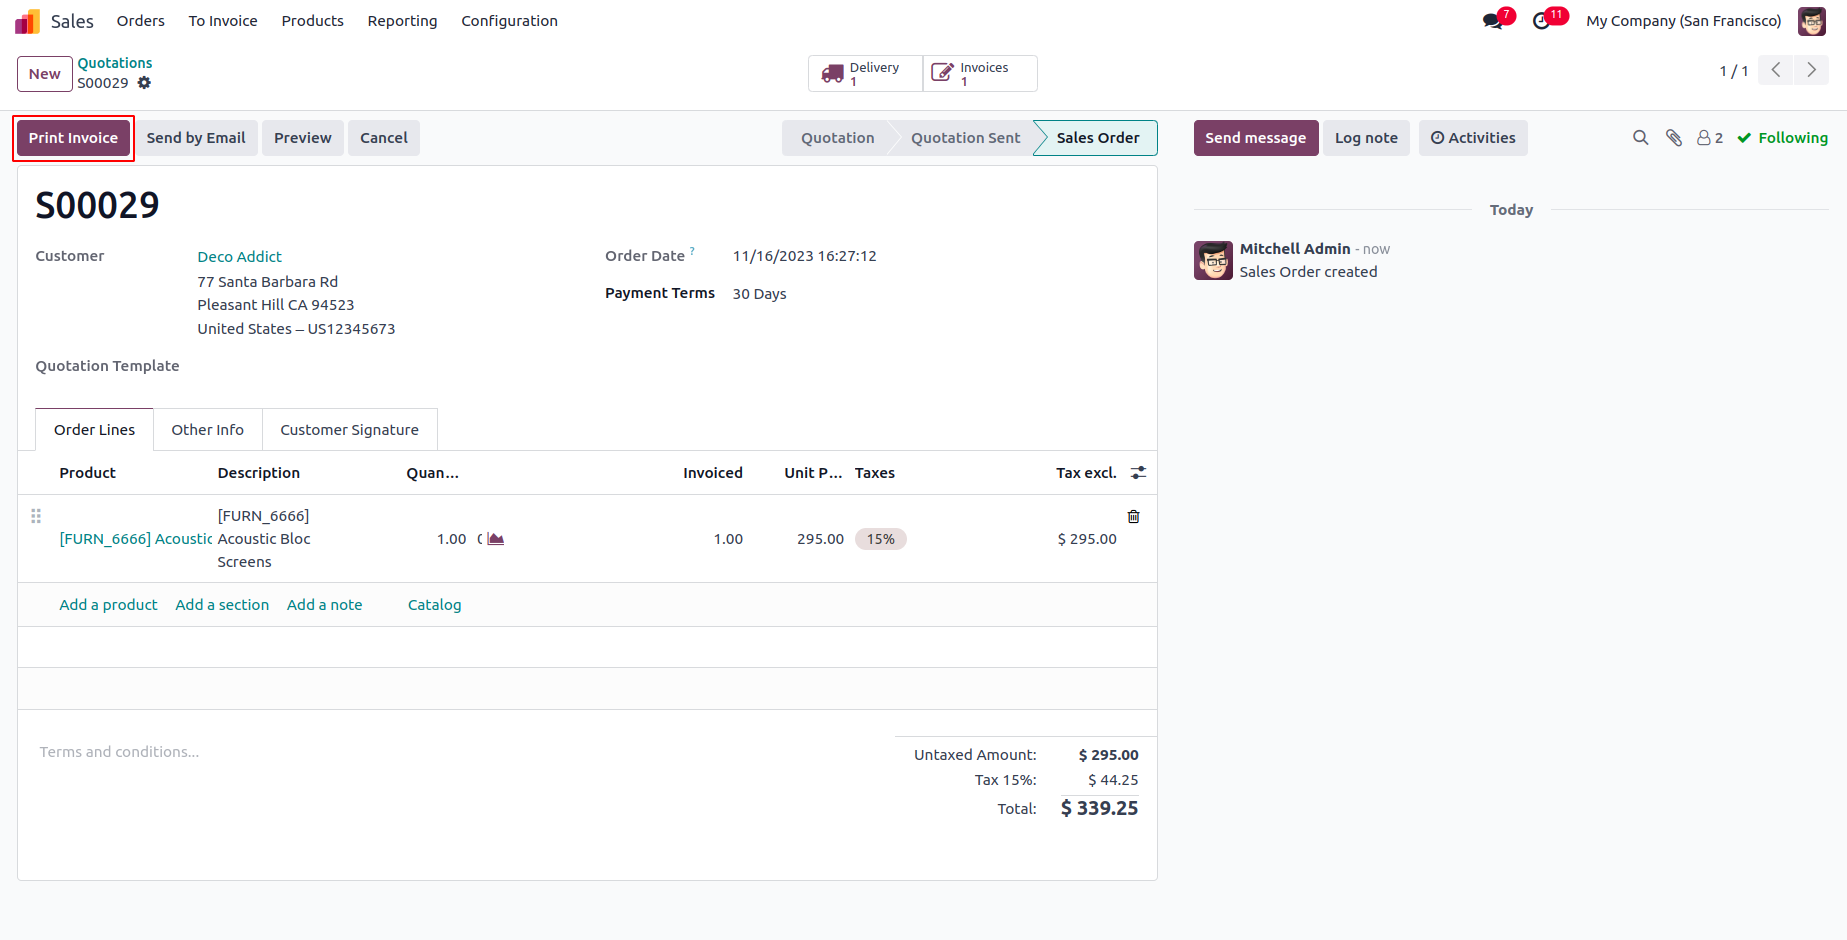 Sales Orders To Invoice Products Reporting Configuration 7 11 My Company (San Francisco)
New Quotations
S00029
Delivery 1
Invoices 1
1 / 1
Print Invoice Send by Email Preview Cancel Quotation Quotation Sent Sales Order Send message Log note Activities 2 Following
S00029
Customer Deco Addict
77 Santa Barbara Rd
Pleasant Hill CA 94523
United States – US12345673
Order Date ? 11/16/2023 16:27:12
Payment Terms 30 Days
Quotation Template
Today
Mitchell Admin - now
Sales Order created
Order Lines Other Info Customer Signature
Product Description Quan... Invoiced Unit P... Taxes Tax excl.
[FURN_6666] Acoustic
[FURN_6666]
Acoustic Bloc
Screens
1.00 1.00 295.00 15% $ 295.00
Add a product Add a section Add a note Catalog
Terms and conditions...
Untaxed Amount: $ 295.00
Tax 15%: $ 44.25
Total: $ 339.25